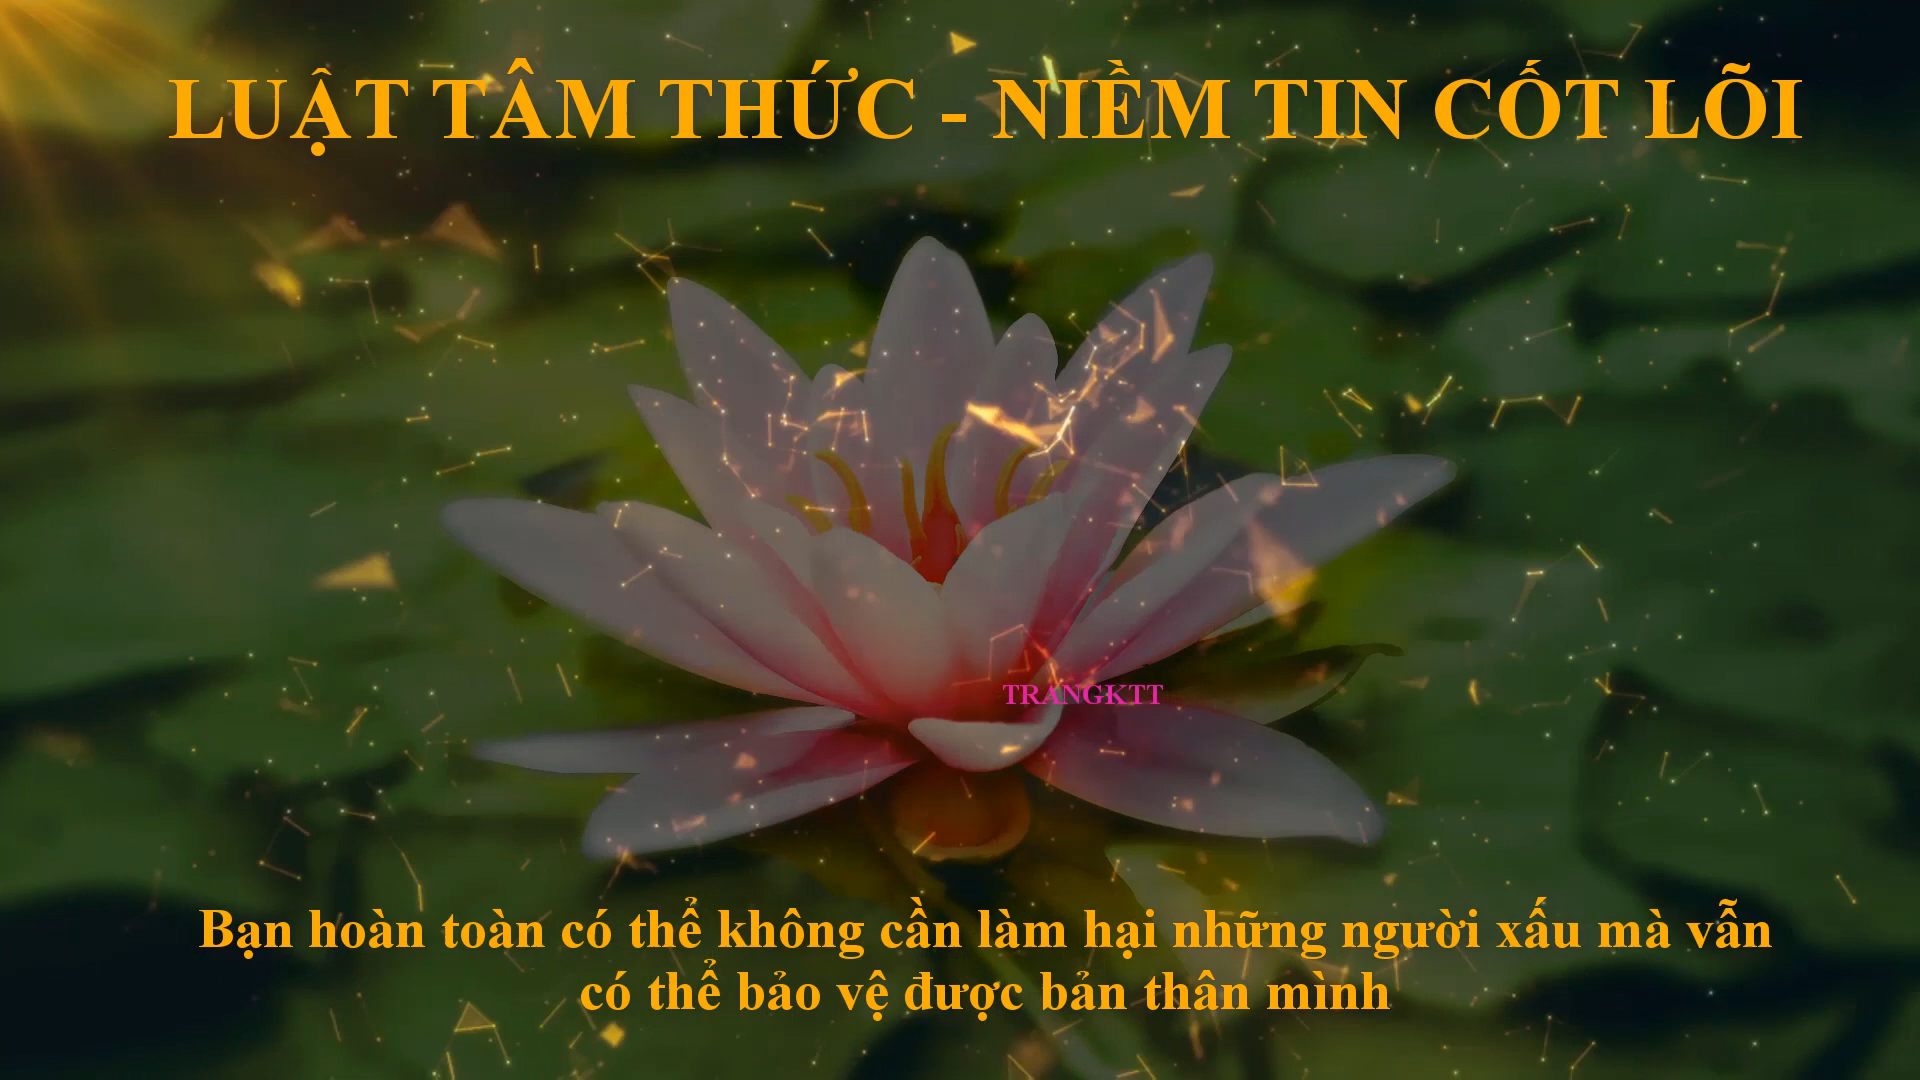 LUẬT TÂM THỨC - NIỀM TIN CỐT LÕI
TRANGKTT
Bạn hoàn toàn có thể không cần làm hại những người xấu mà vẫn
có thể bảo vệ được bản thân mình